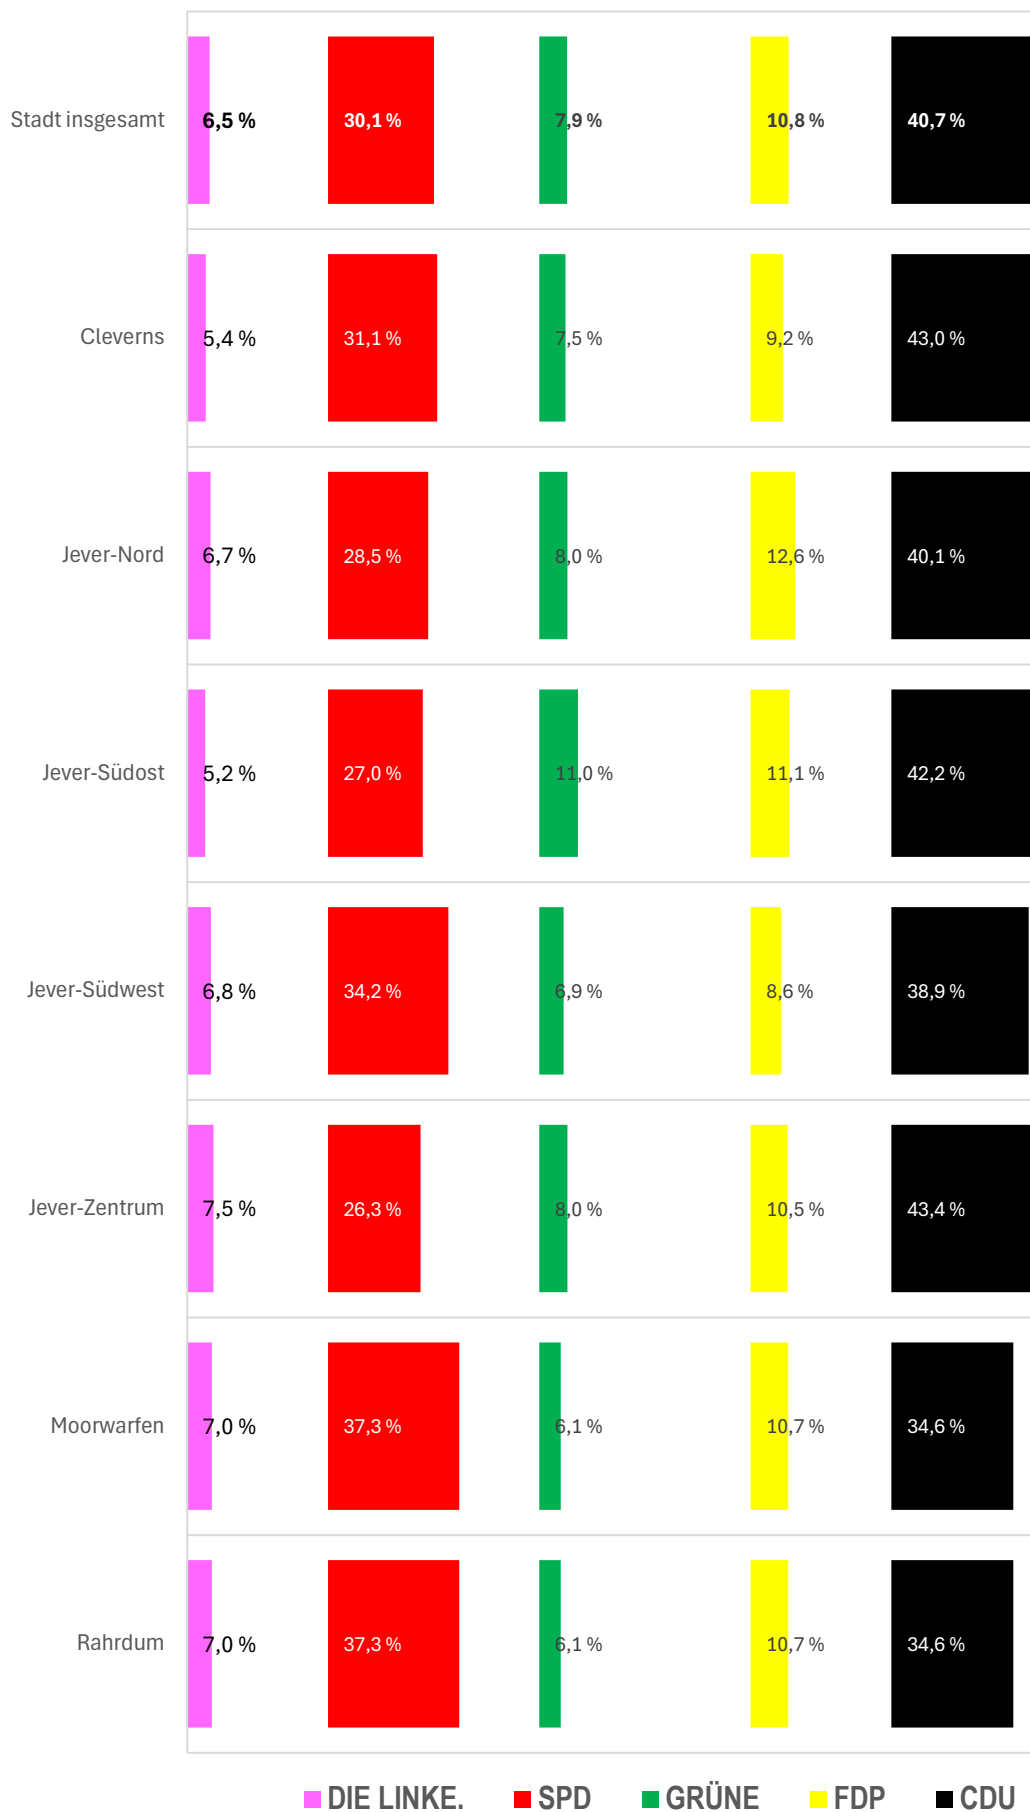 Stadt insgesamt 6,5 % 30,1 % 7,9 % 10,8 % 40,7 %
Cleverns 5,4 % 31,1 % 7,5 % 9,2 % 43,0 %
Jever-Nord 6,7 % 28,5 % 8,0 % 12,6 % 40,1 %
Jever-Südost 5,2 % 27,0 % 11,0 % 11,1 % 42,2 %
Jever-Südwest 6,8 % 34,2 % 6,9 % 8,6 % 38,9 %
Jever-Zentrum 7,5 % 26,3 % 8,0 % 10,5 % 43,4 %
Moorwarfen 7,0 % 37,3 % 6,1 % 10,7 % 34,6 %
Rahrdum 7,0 % 37,3 % 6,1 % 10,7 % 34,6 %
DIE LINKE. SPD GRÜNE FDP CDU